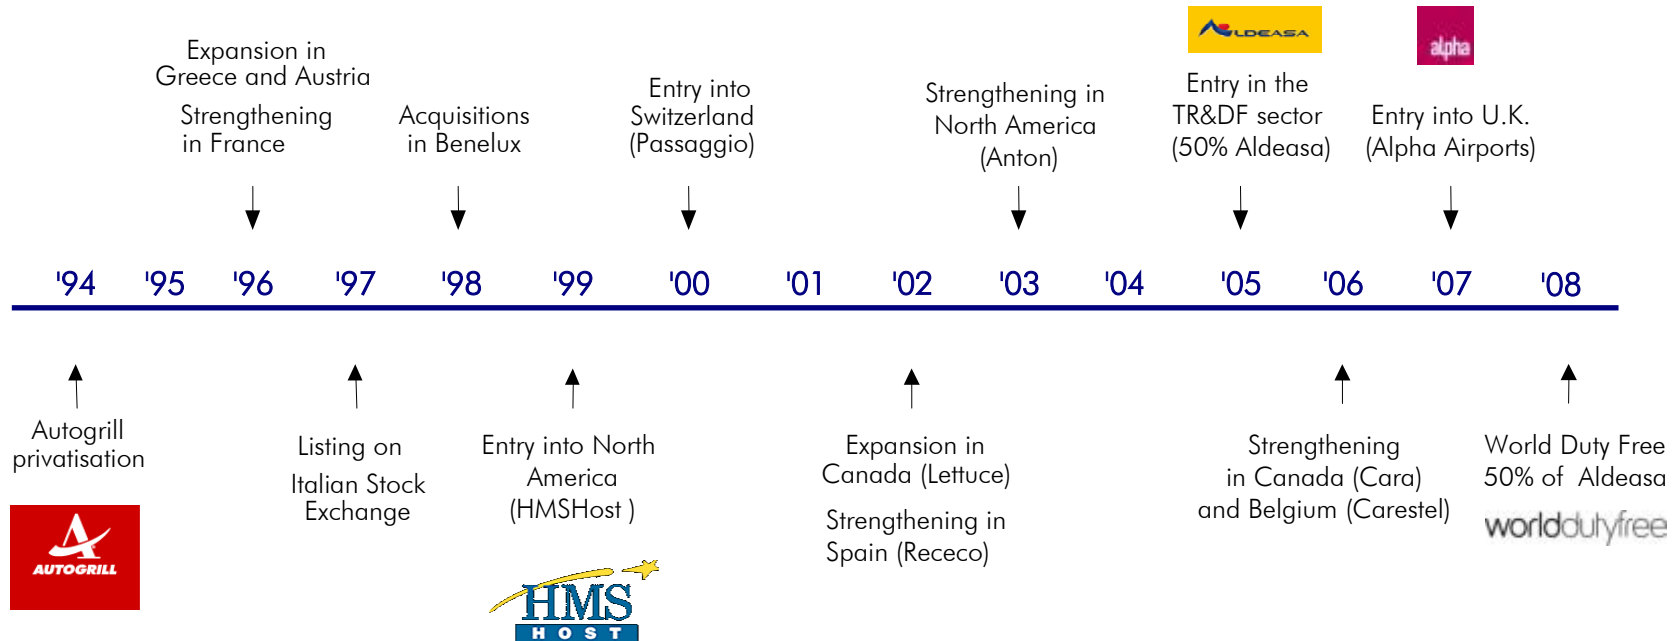 ALDEASA
alpha
Expansion in
Greece and Austria
Strengthening
in France
Acquisitions
in Benelux
Entry into
Switzerland
(Passaggio)
Strengthening in
North America
(Anton)
Entry in the
TR&DF sector
(50% Aldeasa)
Entry into U.K.
(Alpha Airports)
'94 '95 '96 '97 '98 '99 '00 '01 '02 '03 '04 '05 '06 '07 '08
Autogrill
privatisation
AUTOGRILL
Listing on
Italian Stock
Exchange
Entry into North
America
(HMSHost )
HMS
HOST
Expansion in
Canada (Lettuce)
Strengthening in
Spain (Receco)
Strengthening
in Canada (Cara)
and Belgium (Carestel)
World Duty Free
50% of Aldeasa
worlddutyfree